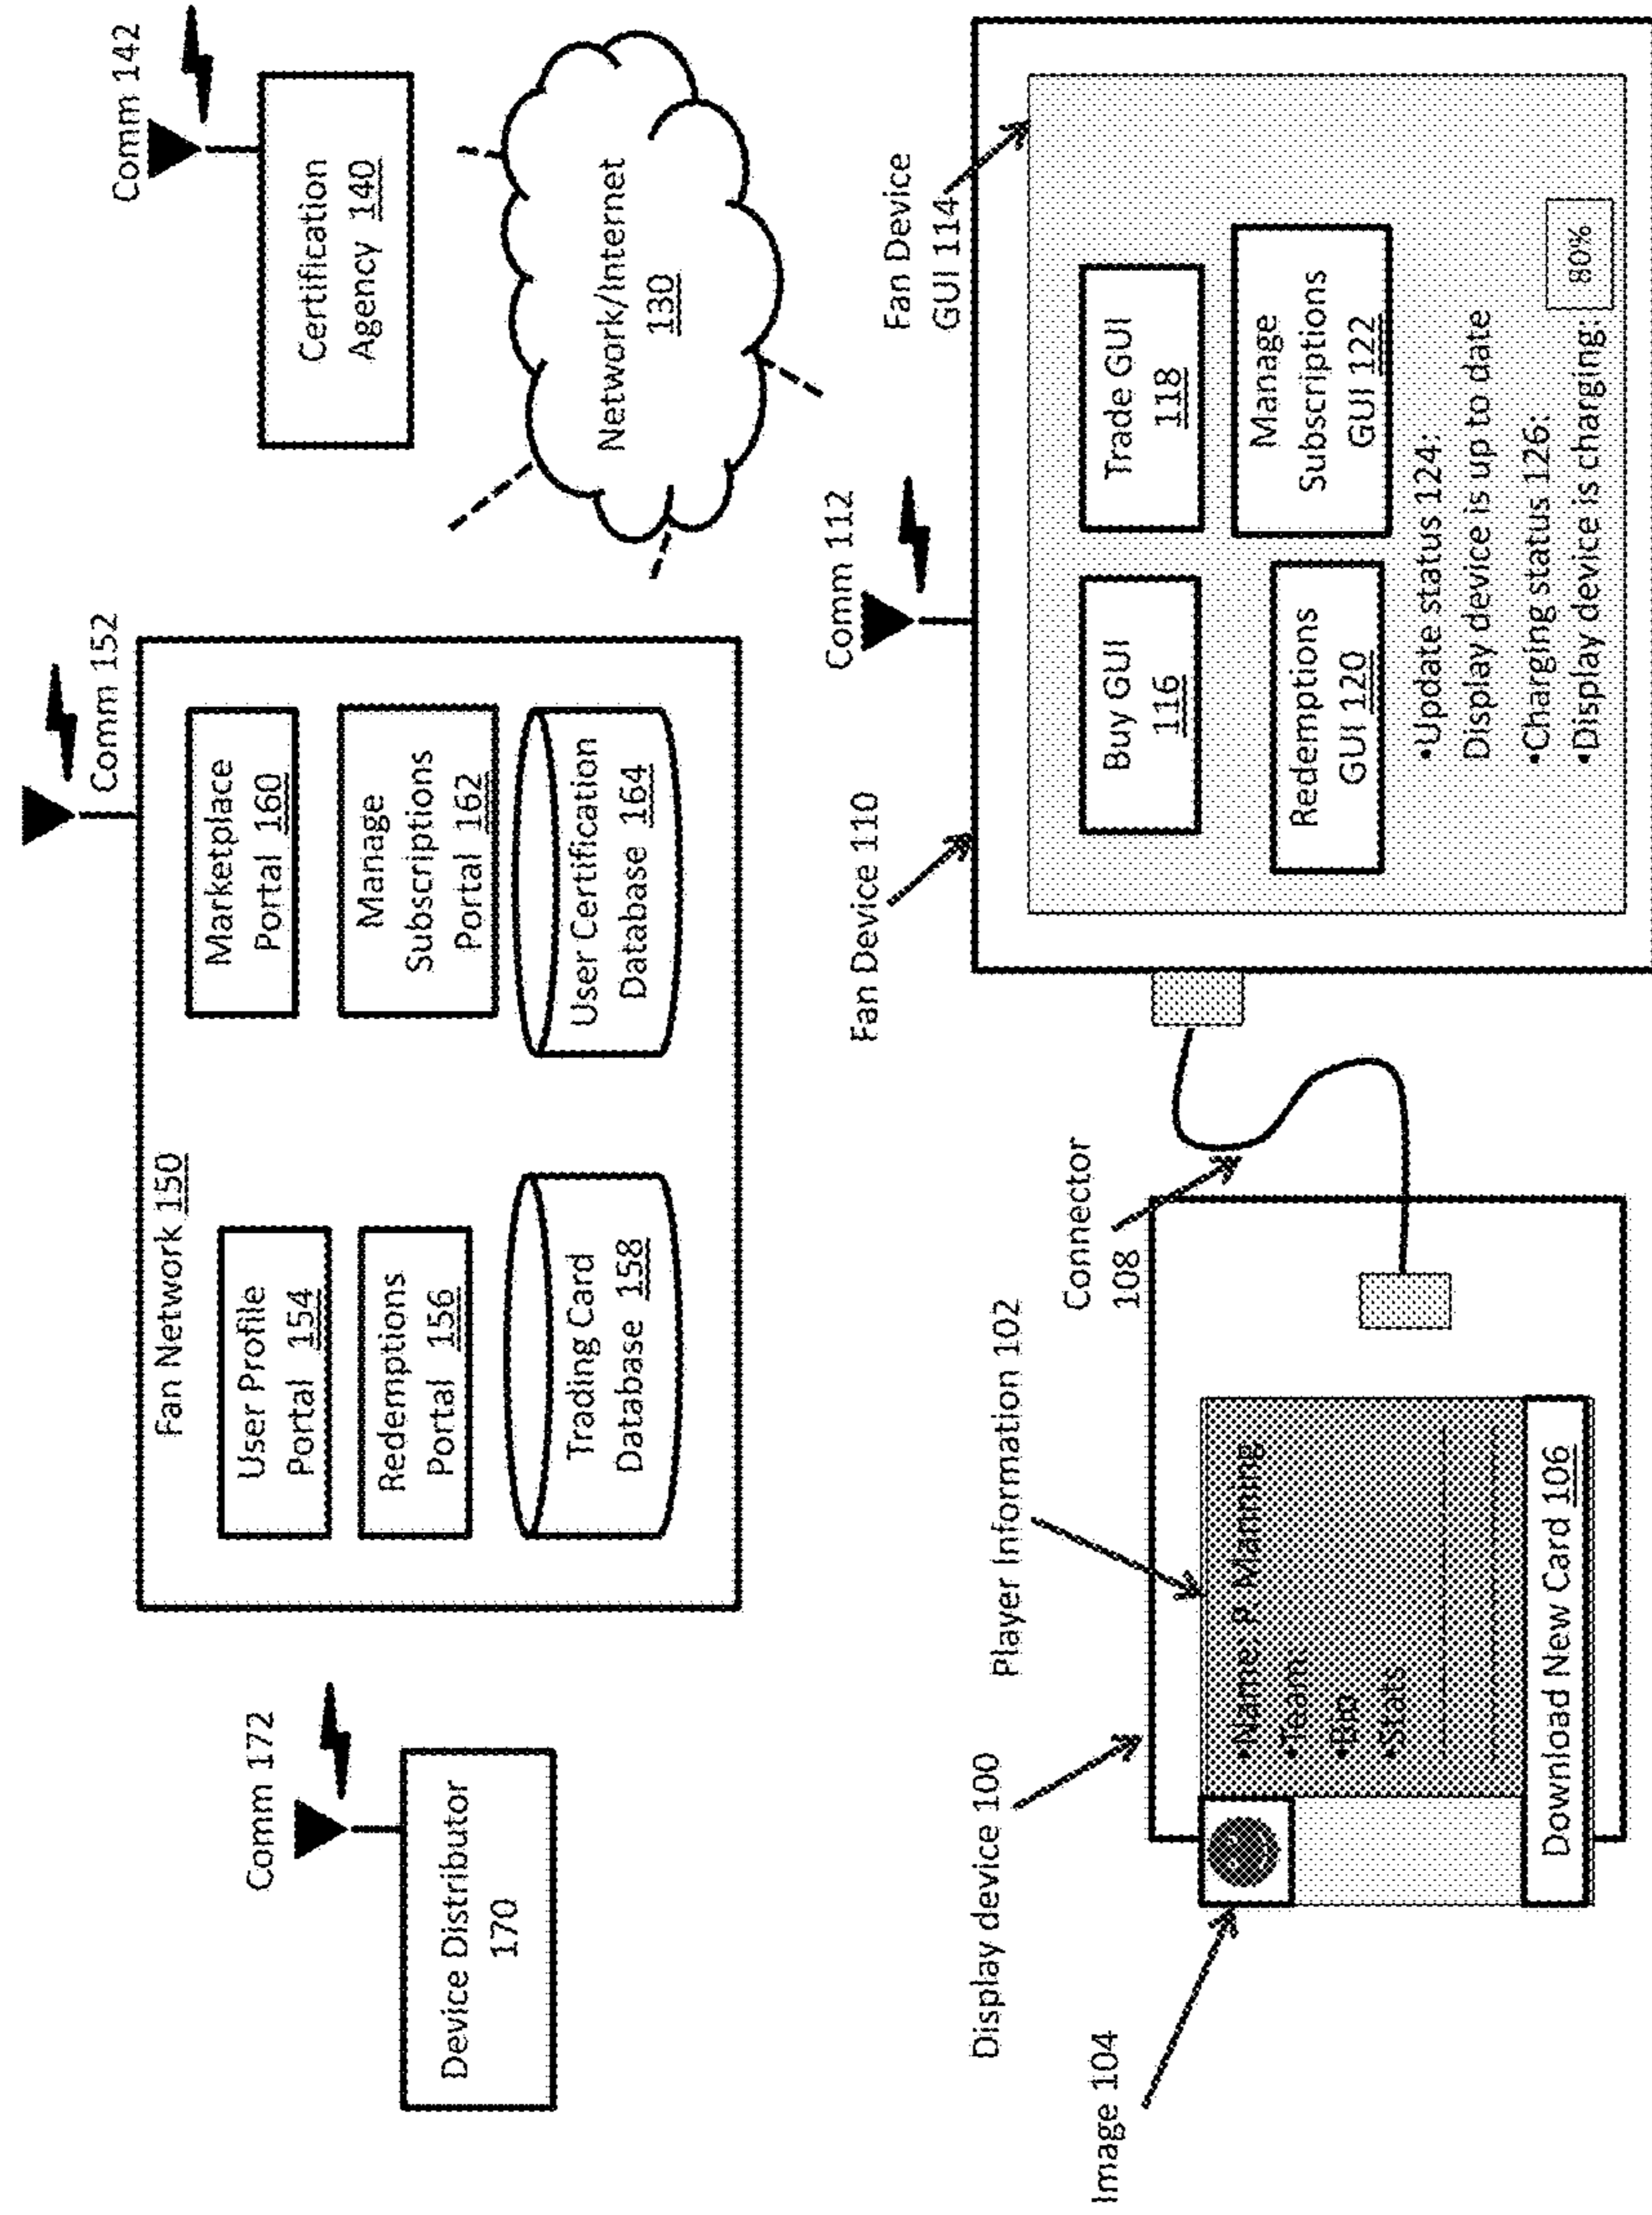 Comm 172
Device Distributor
170
Comm 152
Fan Network 150
User Profile
Portal 154
Redemptions
Portal 156
Trading Card
Database 158
Marketplace
Portal 160
Manage
Subscriptions
Portal 162
User Certification
Database 164
Comm 142
Certification
Agency 140
Network/Internet
130
Image 104
Display device 100
Player Information 102
•Name: P Manning
•Team
•Bio
•Stats
Download New Card 106
Connector
108
Fan Device 110
Comm 112
Fan Device
GUI 114
Buy GUI
116
Trade GUI
118
Redemptions
GUI 120
Manage
Subscriptions
GUI 122
•Update status 124:
Display device is up to date
•Charging status 126:
•Display device is charging:
80%